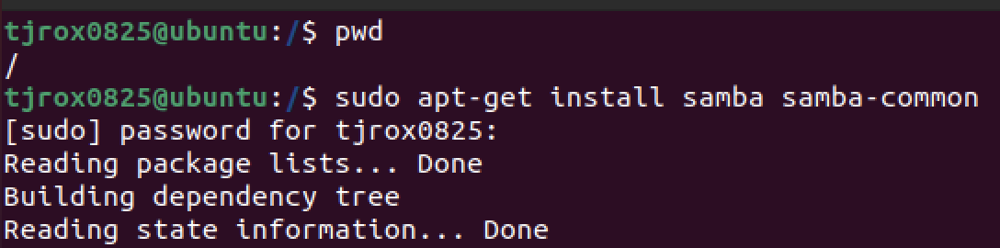 tjrox0825@ubuntu:/$ pwd
/
tjrox0825@ubuntu:/$ sudo apt-get install samba samba-common
[sudo] password for tjrox0825:
Reading package lists... Done
Building dependency tree
Reading state information... Done